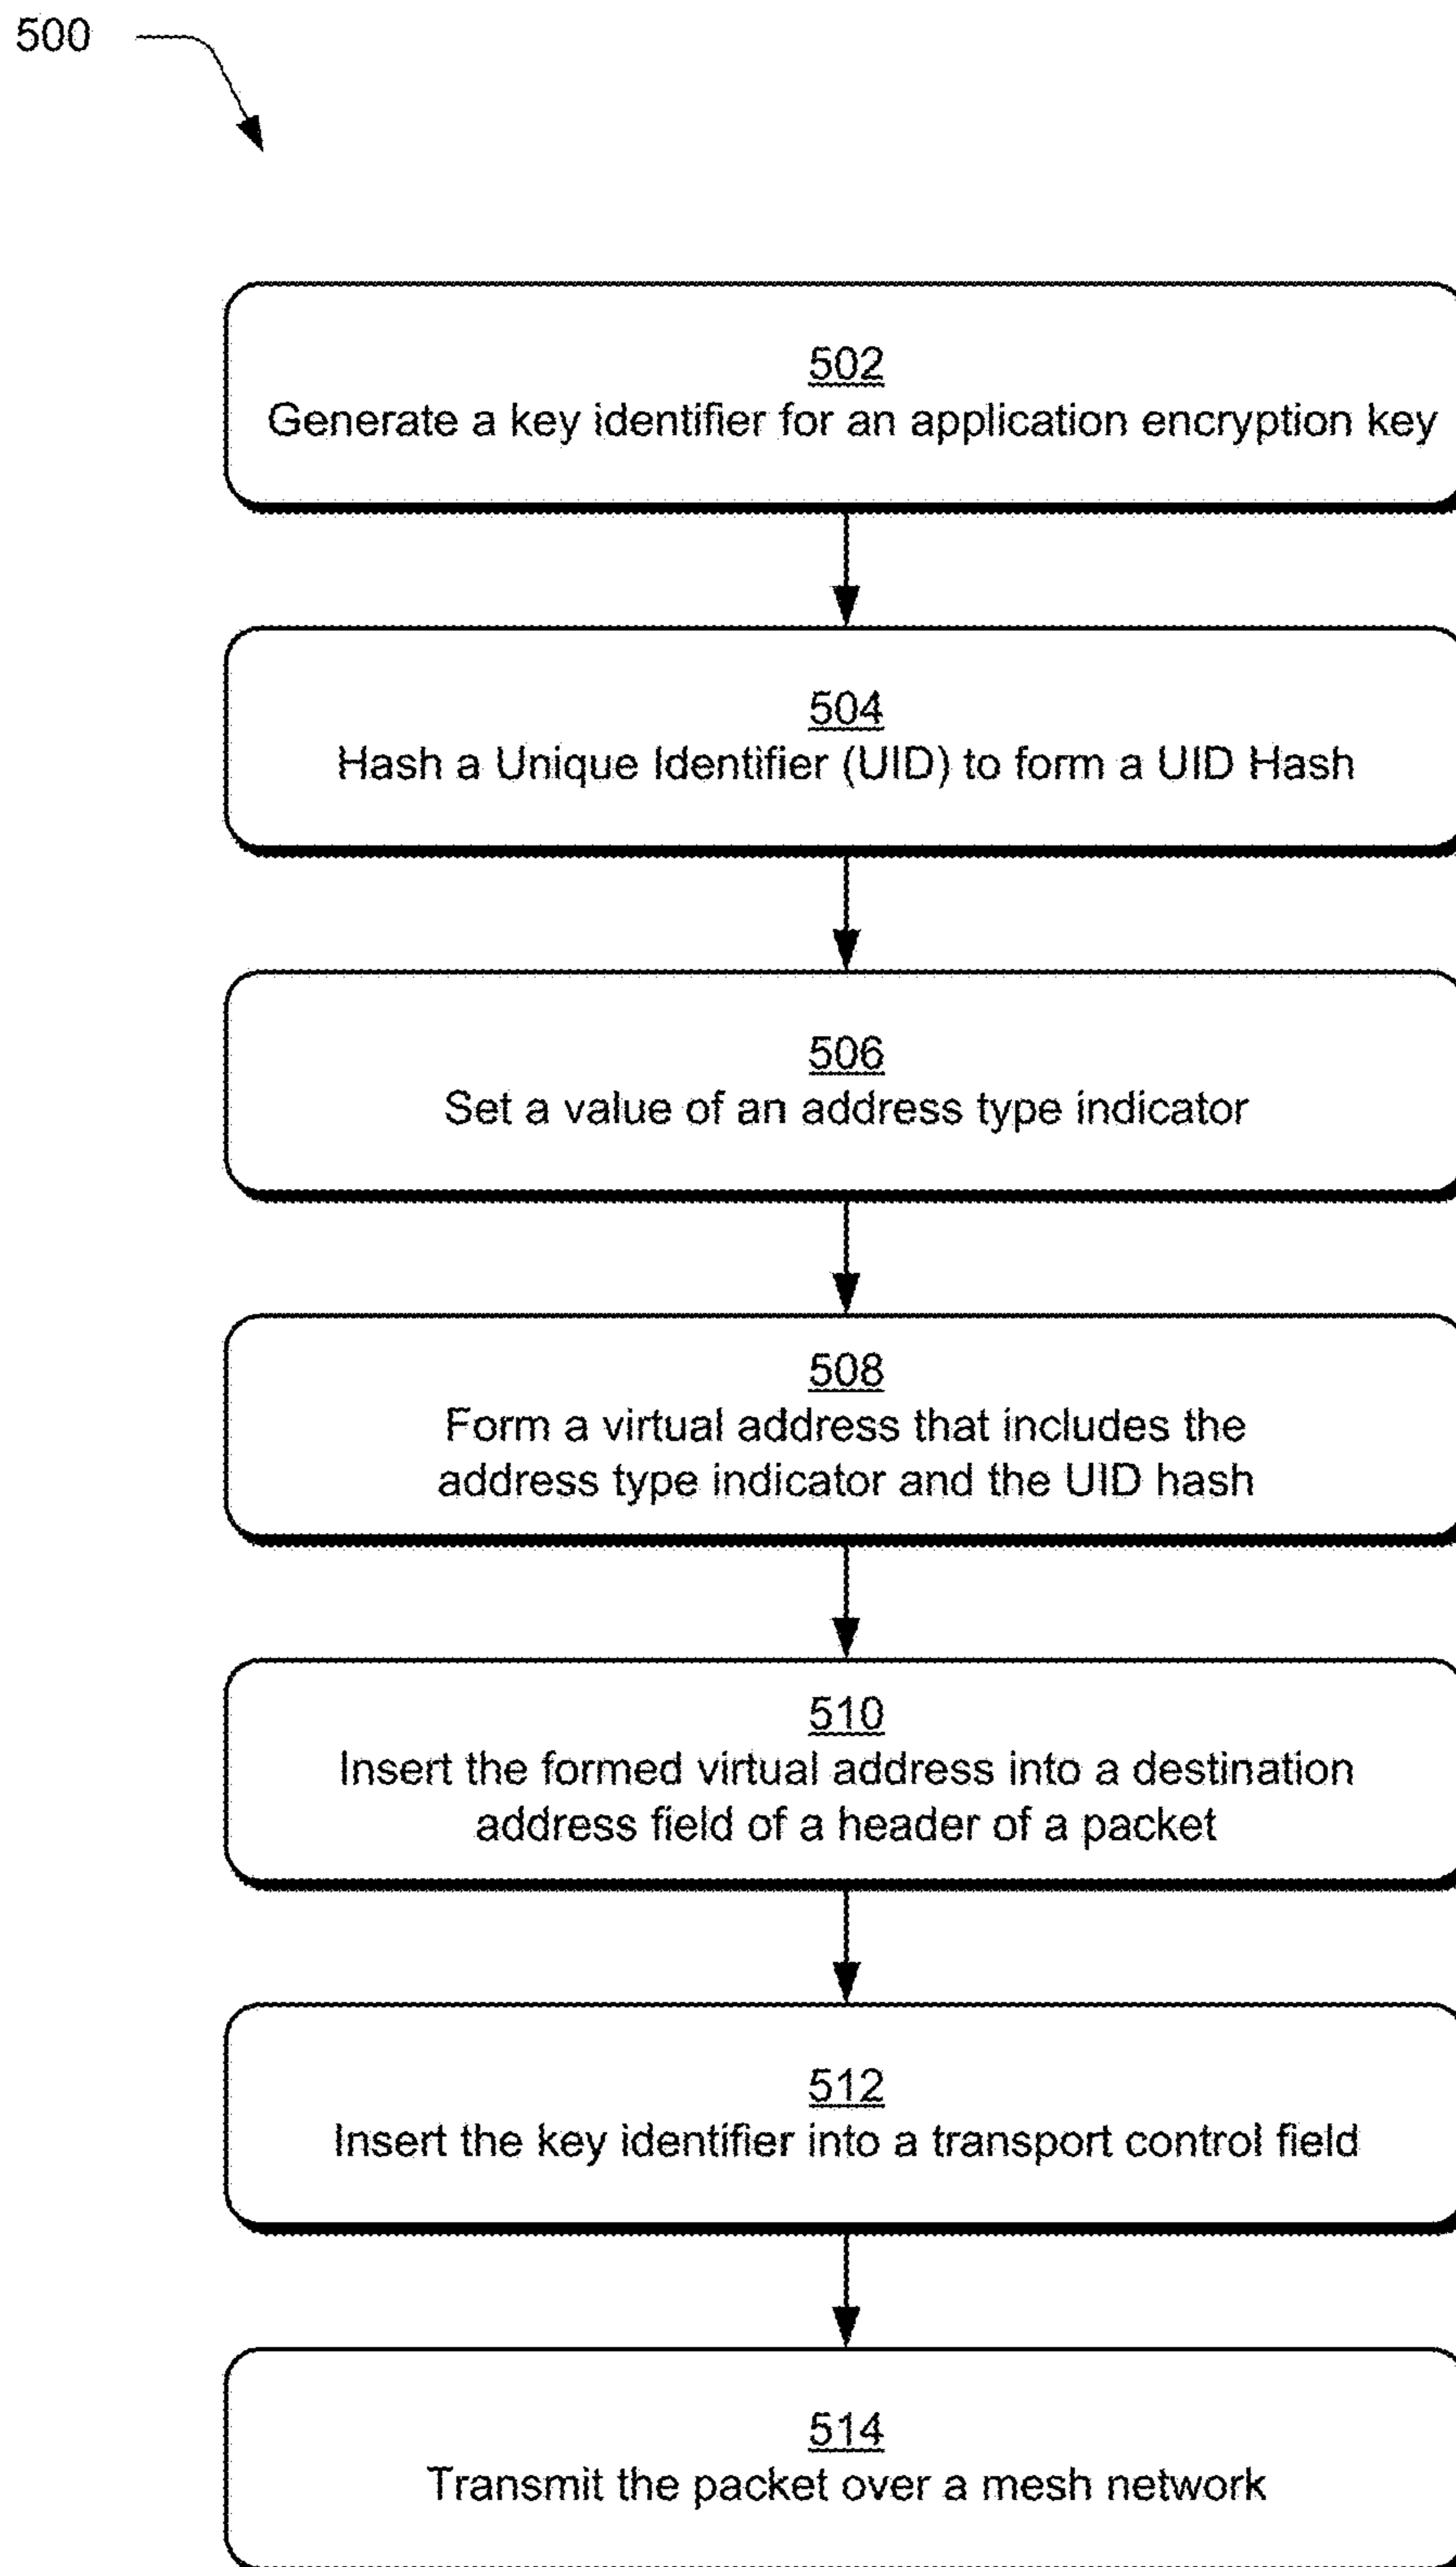 500
502
Generate a key identifier for an application encryption key
504
Hash a Unique Identifier (UID) to form a UID Hash
506
Set a value of an address type indicator
508
Form a virtual address that includes the
address type indicator and the UID hash
510
Insert the formed virtual address into a destination
address field of a header of a packet
512
Insert the key identifier into a transport control field
514
Transmit the packet over a mesh network